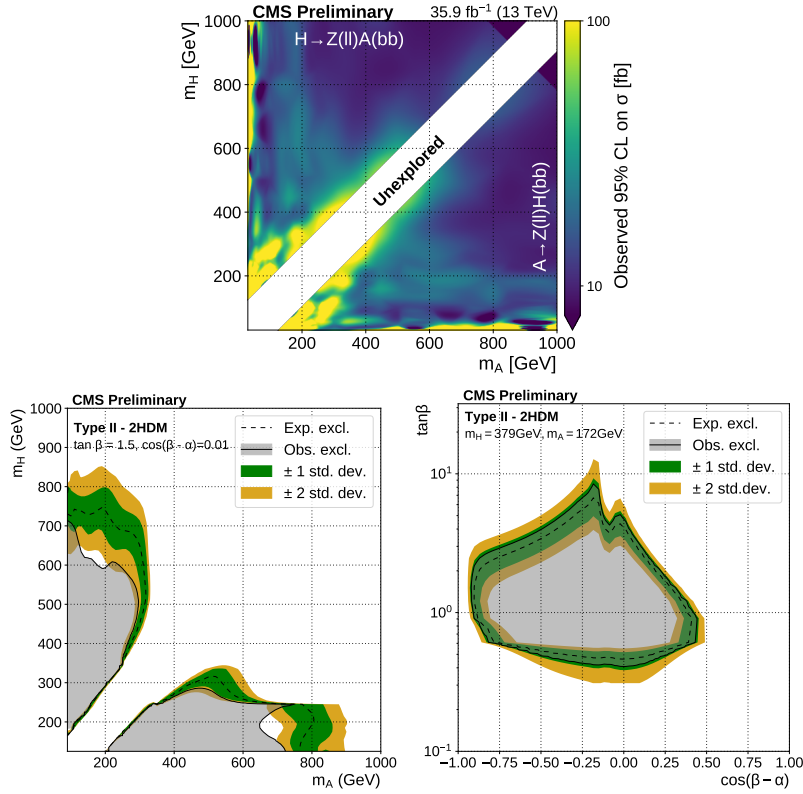 CMS Preliminary 35.9 fb⁻¹ (13 TeV)
H→Z(ll)A(bb)
Unexplored
A→Z(ll)H(bb)
m_H [GeV]
1000
800
600
400
200
200 400 600 800 1000
m_A [GeV]
100
10
Observed 95% CL on σ [fb]
CMS Preliminary
Type II - 2HDM
tan β = 1.5, cos(β - α)=0.01
Exp. excl.
Obs. excl.
± 1 std. dev.
± 2 std. dev.
m_H (GeV)
1000
900
800
700
600
500
400
300
200
200 400 600 800 1000
m_A (GeV)
CMS Preliminary
Type II - 2HDM
m_H = 379GeV, m_A = 172GeV
Exp. excl.
Obs. excl.
± 1 std. dev.
± 2 std.dev.
tanβ
10¹
10⁰
10⁻¹
−1.00 −0.75 −0.50 −0.25 0.00 0.25 0.50 0.75 1.00
cos(β − α)